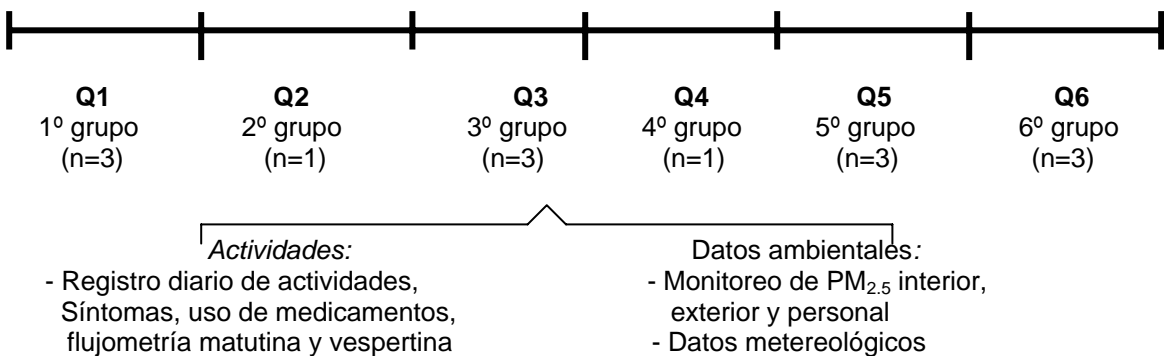 Q1 Q2 Q3 Q4 Q5 Q6
1º grupo 2º grupo 3º grupo 4º grupo 5º grupo 6º grupo
(n=3) (n=1) (n=3) (n=1) (n=3) (n=3)
Actividades:
- Registro diario de actividades,
Síntomas, uso de medicamentos,
flujometría matutina y vespertina
Datos ambientales:
- Monitoreo de PM2.5 interior,
exterior y personal
- Datos metereológicos